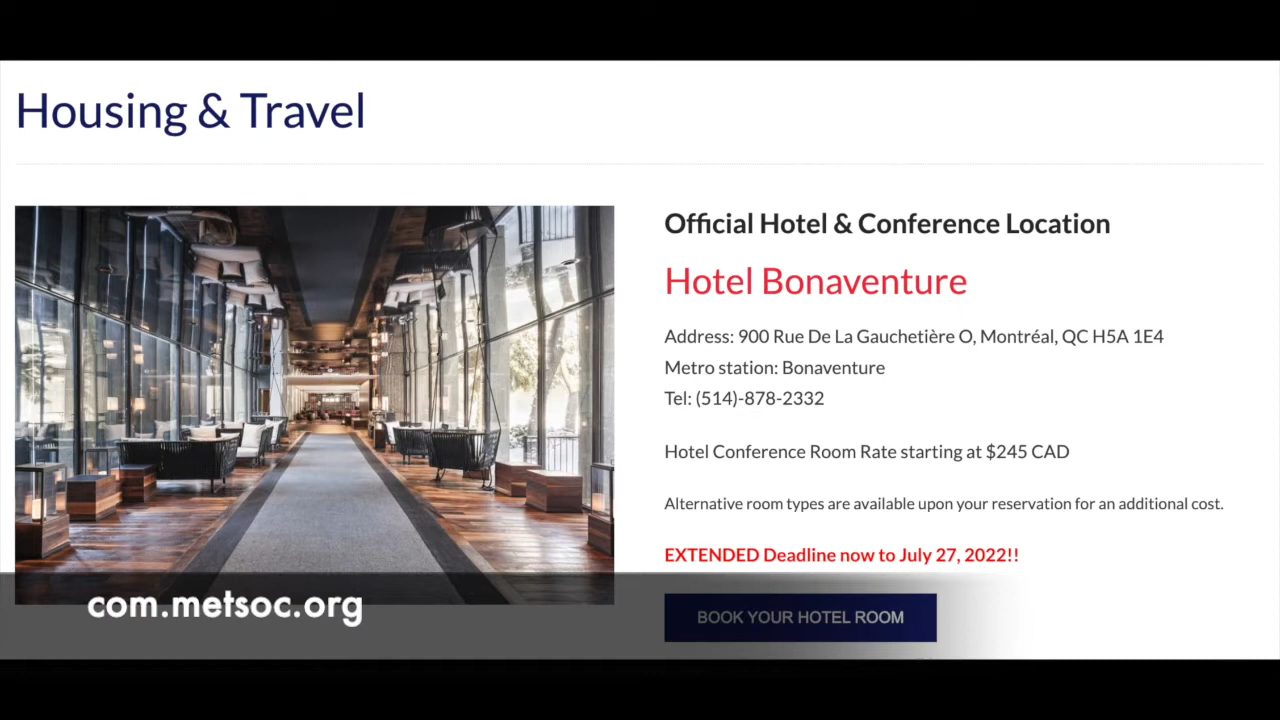 Housing & Travel
Official Hotel & Conference Location
Hotel Bonaventure
Address: 900 Rue De La Gauchetière O, Montréal, QC H5A 1E4
Metro station: Bonaventure
Tel: (514)-878-2332
Hotel Conference Room Rate starting at $245 CAD
Alternative room types are available upon your reservation for an additional cost.
EXTENDED Deadline now to July 27, 2022!!
com.metsoc.org
BOOK YOUR HOTEL ROOM